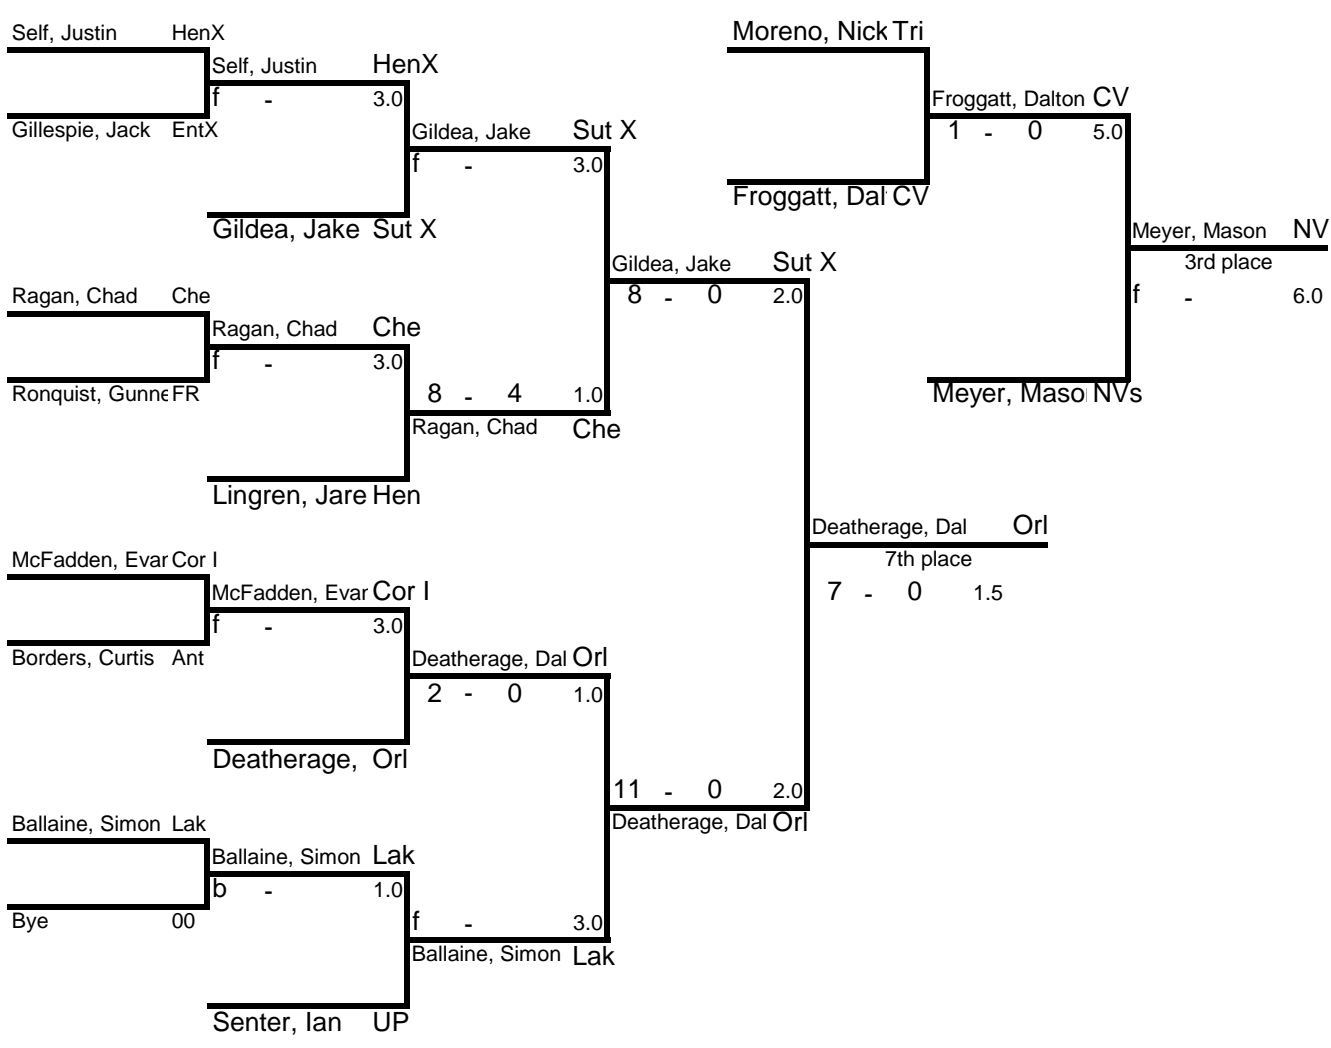 Self, Justin HenX
Moreno, Nick Tri
Self, Justin HenX
f - 3.0
Froggatt, Dalton CV
Gillespie, Jack EntX
Gildea, Jake Sut X
1 - 0 5.0
f - 3.0
Froggatt, Dal CV
Gildea, Jake Sut X
Meyer, Mason NV
3rd place
Gildea, Jake Sut X
Ragan, Chad Che
8 - 0 2.0
f - 6.0
Ragan, Chad Che
f - 3.0
Ronquist, Gunne FR
8 - 4 1.0
Meyer, Maso NVs
Ragan, Chad Che
Lingren, Jare Hen
Deatherage, Dal Orl
7th place
McFadden, Evar Cor I
McFadden, Evar Cor I
7 - 0 1.5
f - 3.0
Borders, Curtis Ant
Deatherage, Dal Orl
2 - 0 1.0
Deatherage, Orl
11 - 0 2.0
Ballaine, Simon Lak
Deatherage, Dal Orl
Ballaine, Simon Lak
b - 1.0
Bye 00
f - 3.0
Ballaine, Simon Lak
Senter, Ian UP